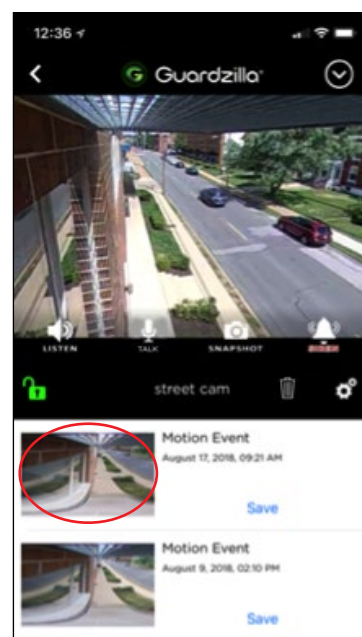 12:36
Guardzilla
LISTEN
TALK
SNAPSHOT
SIREN
street cam
Motion Event
August 17, 2018, 09:21 AM
Save
Motion Event
August 9, 2018, 02:10 PM
Save